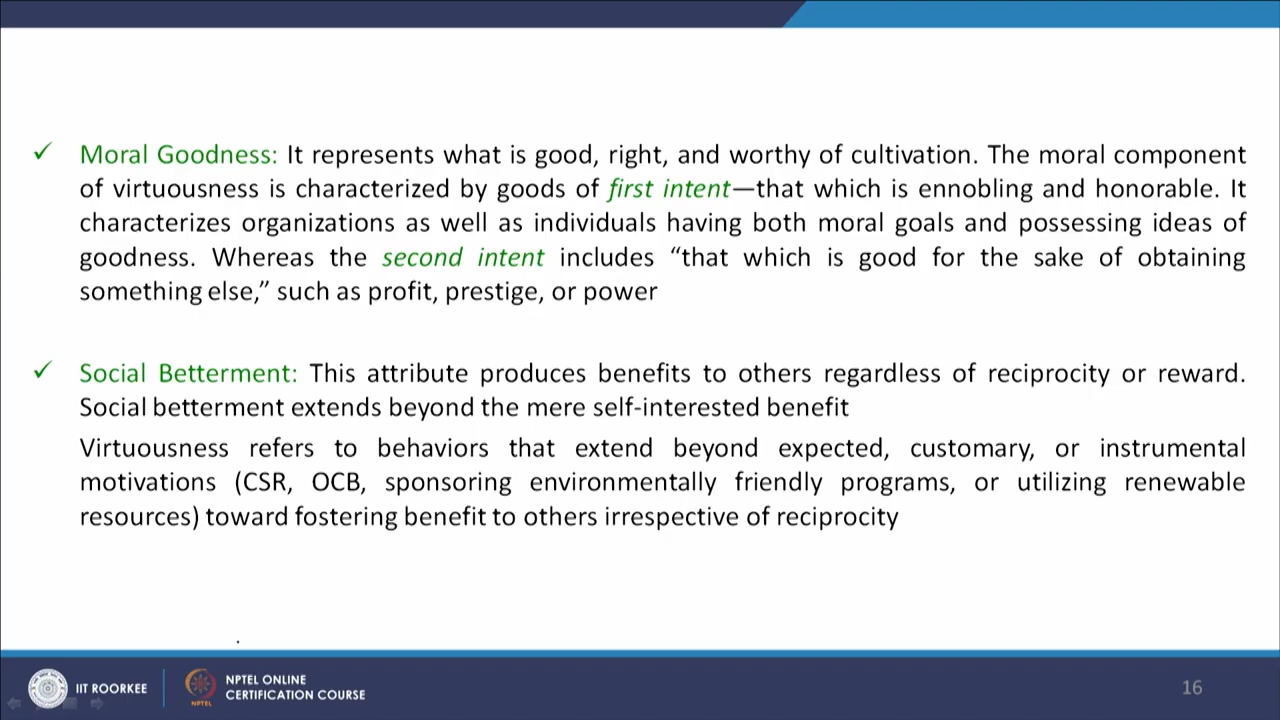 ✓ Moral Goodness: It represents what is good, right, and worthy of cultivation. The moral component
of virtuousness is characterized by goods of first intent—that which is ennobling and honorable. It
characterizes organizations as well as individuals having both moral goals and possessing ideas of
goodness. Whereas the second intent includes “that which is good for the sake of obtaining
something else,” such as profit, prestige, or power
✓ Social Betterment: This attribute produces benefits to others regardless of reciprocity or reward.
Social betterment extends beyond the mere self-interested benefit
Virtuousness refers to behaviors that extend beyond expected, customary, or instrumental
motivations (CSR, OCB, sponsoring environmentally friendly programs, or utilizing renewable
resources) toward fostering benefit to others irrespective of reciprocity
.
IIT ROORKEE
NPTEL
NPTEL ONLINE
CERTIFICATION COURSE
16